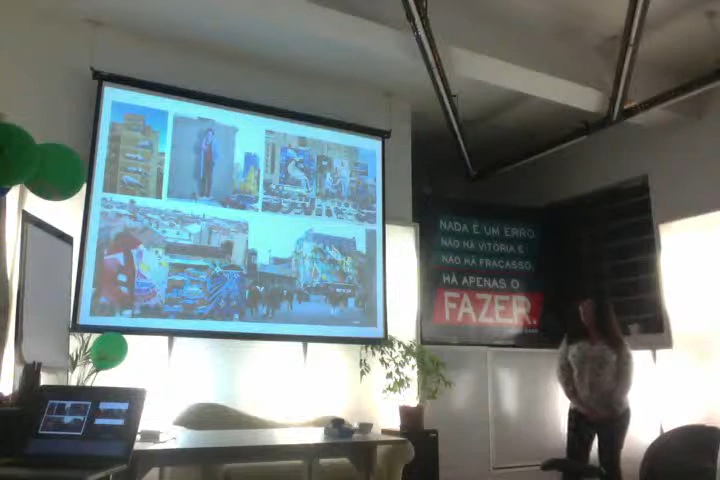 NADA É UM ERRO.
NÃO HÁ VITÓRIA E
NÃO HÁ FRACASSO.
HÁ APENAS O
FAZER.